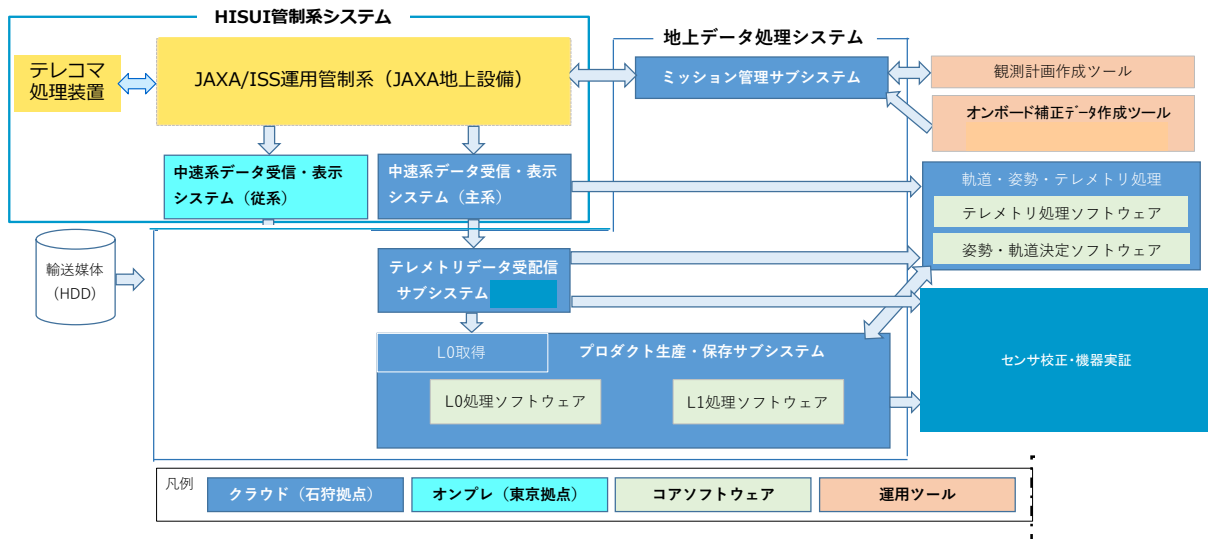 HISUI管制系システム
地上データ処理システム
テレコマ
処理装置
JAXA/ISS運用管制系（JAXA地上設備）
ミッション管理サブシステム
観測計画作成ツール
オンボード補正ﾃﾞｰﾀ作成ツール
中速系データ受信・表示
システム（従系）
中速系データ受信・表示
システム（主系）
軌道・姿勢・テレメトリ処理
テレメトリ処理ソフトウェア
姿勢・軌道決定ソフトウェア
輸送媒体
（HDD）
テレメトリデータ受配信
サブシステム
L0取得
プロダクト生産・保存サブシステム
L0処理ソフトウェア
L1処理ソフトウェア
センサ校正･機器実証
凡例
クラウド（石狩拠点）
オンプレ（東京拠点）
コアソフトウェア
運用ツール